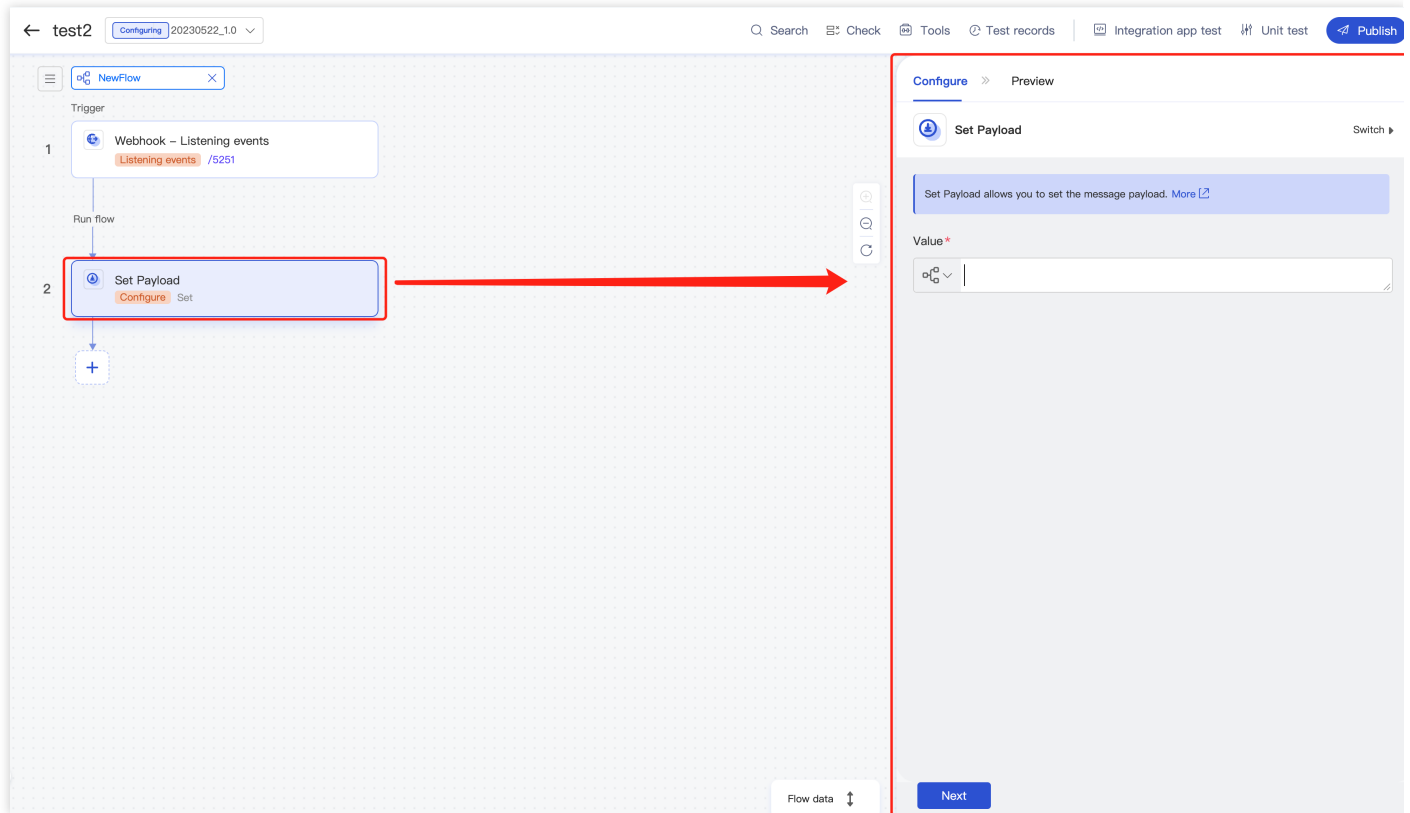 test2 Configuring 20230522_1.0 Search Check Tools Test records Integration app test Unit test Publish
NewFlow
Trigger
1
Webhook – Listening events
Listening events /5251
Run flow
2
Set Payload
Configure Set
+
Flow data
Configure Preview
Set Payload Switch
Set Payload allows you to set the message payload. More
Value*
Next